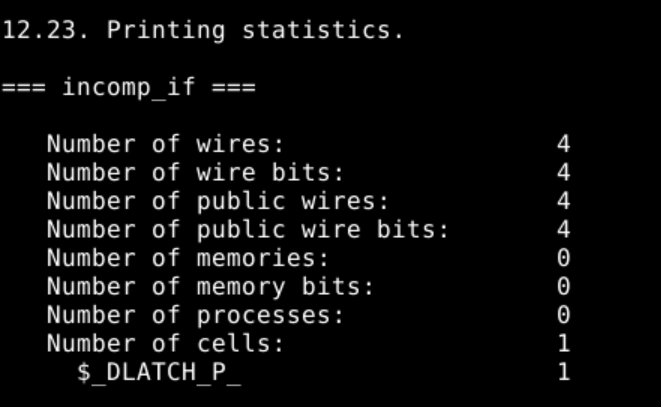 12.23. Printing statistics.
=== incomp_if ===
Number of wires: 4
Number of wire bits: 4
Number of public wires: 4
Number of public wire bits: 4
Number of memories: 0
Number of memory bits: 0
Number of processes: 0
Number of cells: 1
$_DLATCH_P_ 1